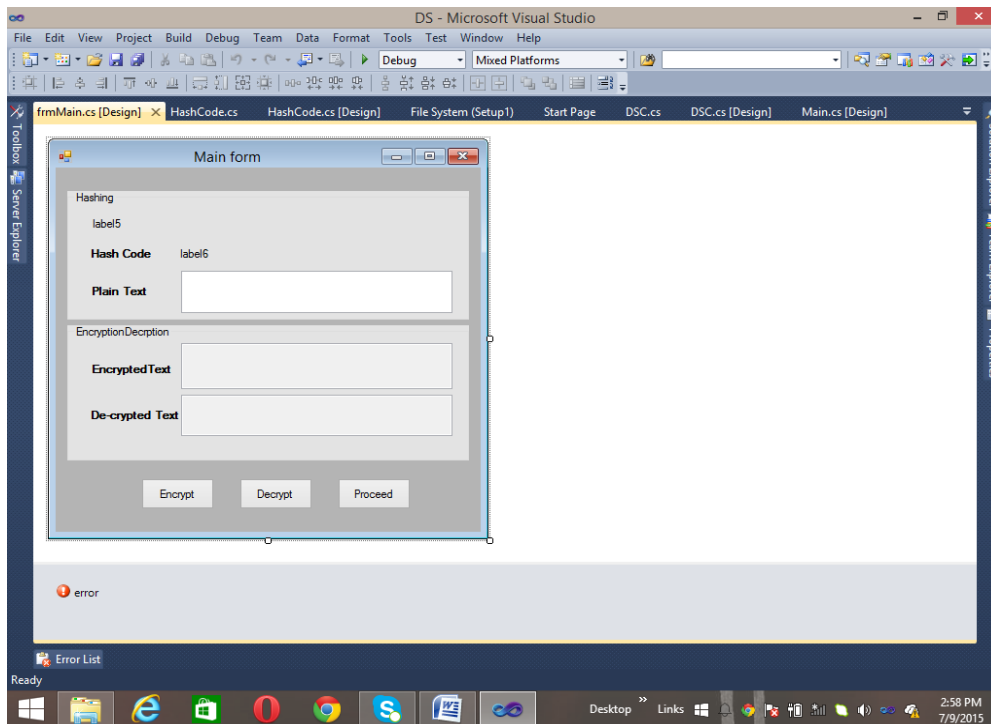 DS - Microsoft Visual Studio
File Edit View Project Build Debug Team Data Format Tools Test Window Help
Debug Mixed Platforms
frmMain.cs [Design] HashCode.cs HashCode.cs [Design] File System (Setup1) Start Page DSC.cs DSC.cs [Design] Main.cs [Design]
Toolbox
Server Explorer
Main form
Hashing
label5
Hash Code label6
Plain Text
EncryptionDecrption
EncryptedText
De-crypted Text
Encrypt Decrypt Proceed
error
Error List
Ready
Desktop Links 2:58 PM
7/9/2015